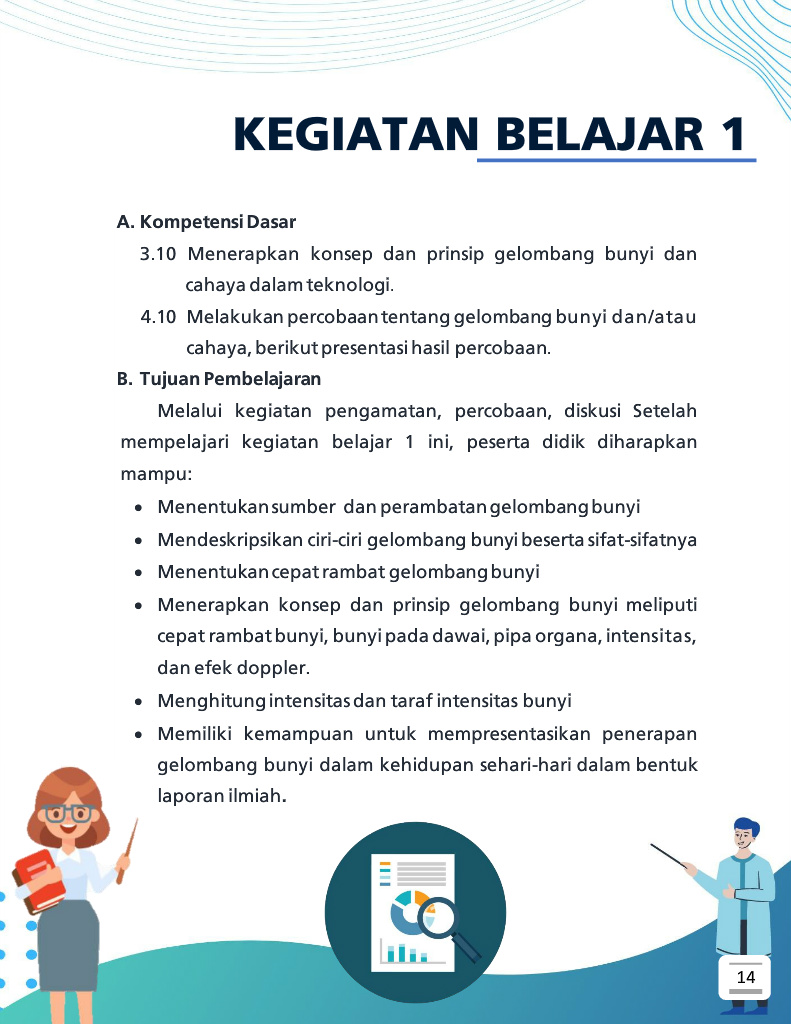 KEGIATAN BELAJAR 1
A. Kompetensi Dasar
3.10 Menerapkan konsep dan prinsip gelombang bunyi dan
cahaya dalam teknologi.
4.10 Melakukan percobaan tentang gelombang bunyi dan/atau
cahaya, berikut presentasi hasil percobaan.
B. Tujuan Pembelajaran
Melalui kegiatan pengamatan, percobaan, diskusi Setelah
mempelajari kegiatan belajar 1 ini, peserta didik diharapkan
mampu:
• Menentukan sumber dan perambatan gelombang bunyi
• Mendeskripsikan ciri-ciri gelombang bunyi beserta sifat-sifatnya
• Menentukan cepat rambat gelombang bunyi
• Menerapkan konsep dan prinsip gelombang bunyi meliputi
cepat rambat bunyi, bunyi pada dawai, pipa organa, intensitas,
dan efek doppler.
• Menghitung intensitas dan taraf intensitas bunyi
• Memiliki kemampuan untuk mempresentasikan penerapan
gelombang bunyi dalam kehidupan sehari-hari dalam bentuk
laporan ilmiah.
14